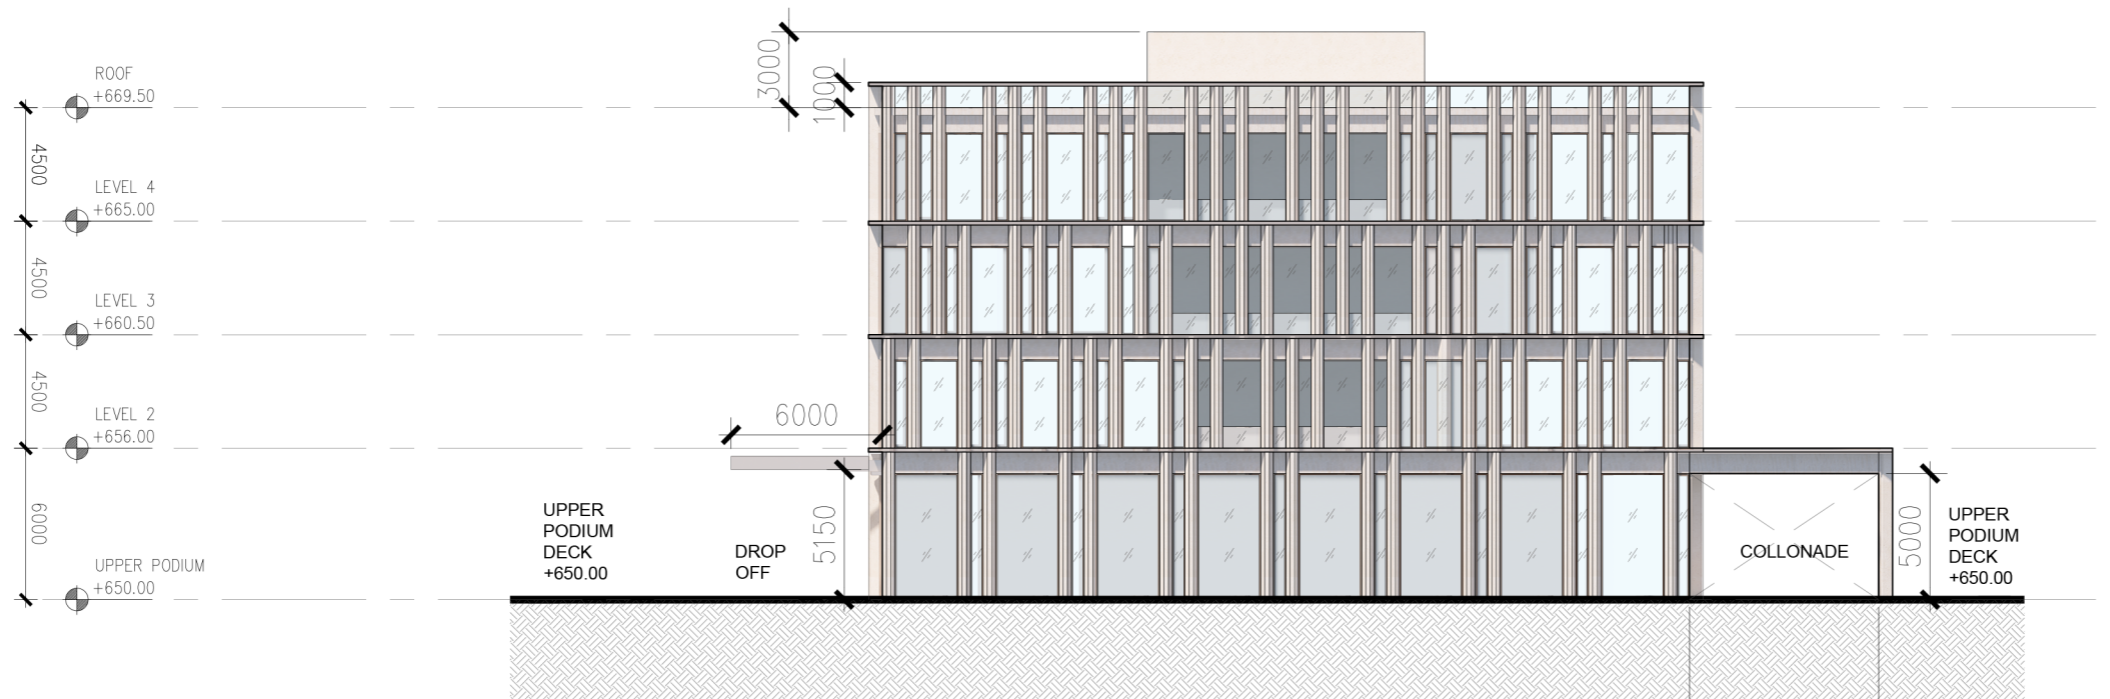 3000
1000
ROOF
+669.50
4500
LEVEL 4
+665.00
4500
LEVEL 3
+660.50
4500
LEVEL 2
+656.00
6000
6000
UPPER PODIUM
+650.00
UPPER
PODIUM
DECK
+650.00
DROP
OFF
5150
COLLONADE
5000
UPPER
PODIUM
DECK
+650.00